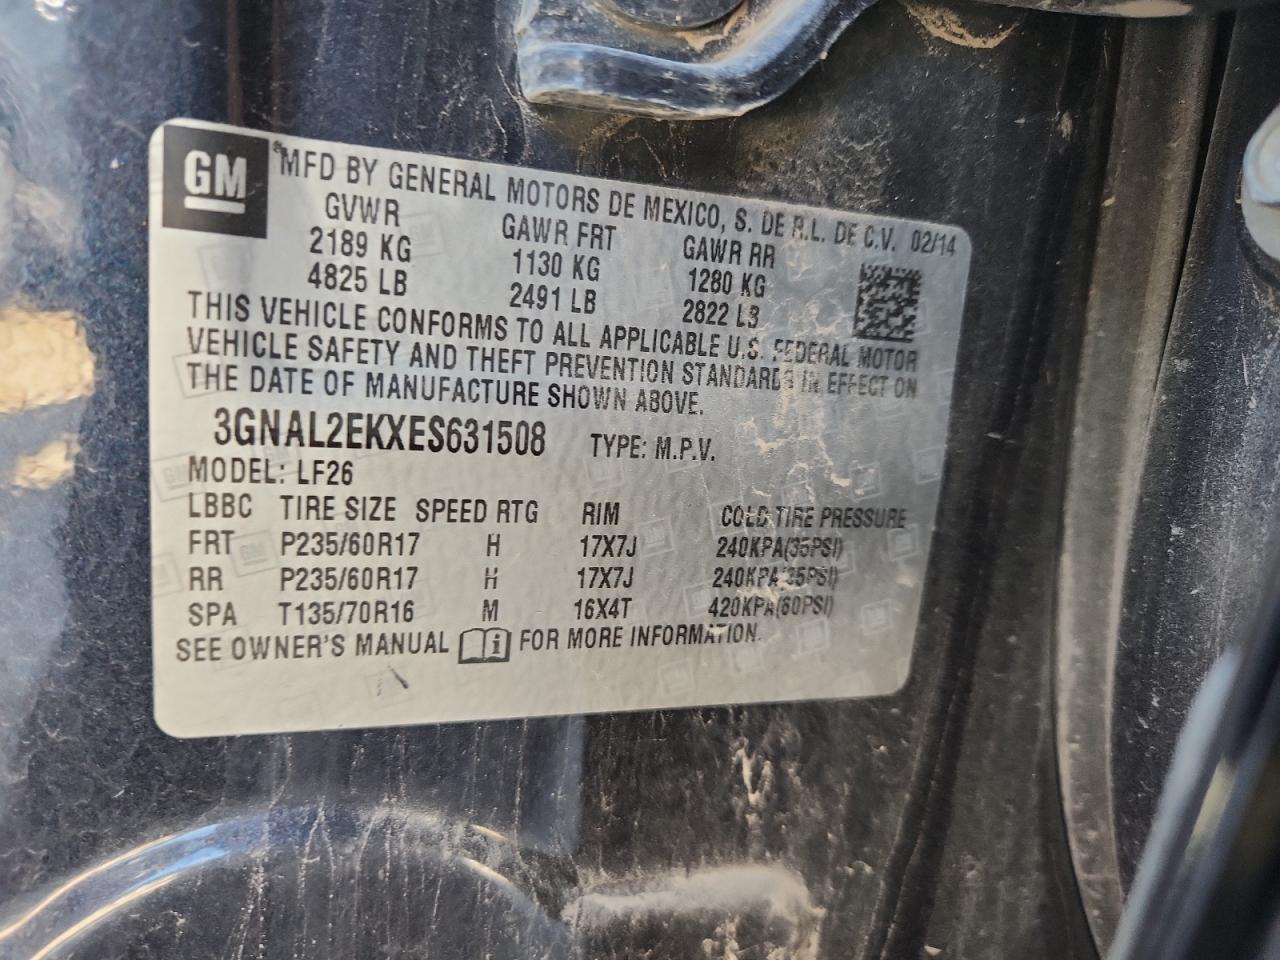 GM
®MFD BY GENERAL MOTORS DE MEXICO, S. DE R.L. DE C.V. 02/14
GVWR GAWR FRT GAWR RR
2189 KG 1130 KG 1280 KG
4825 LB 2491 LB 2822 LB
THIS VEHICLE CONFORMS TO ALL APPLICABLE U.S. FEDERAL MOTOR
VEHICLE SAFETY AND THEFT PREVENTION STANDARDS IN EFFECT ON
THE DATE OF MANUFACTURE SHOWN ABOVE.
3GNAL2EKXES631508 TYPE: M.P.V.
MODEL: LF26
LBBC TIRE SIZE SPEED RTG RIM COLD TIRE PRESSURE
FRT P235/60R17 H 17X7J 240KPA(35PSI)
RR P235/60R17 H 17X7J 240KPA(35PSI)
SPA T135/70R16 M 16X4T 420KPA(60PSI)
SEE OWNER'S MANUAL i FOR MORE INFORMATION.